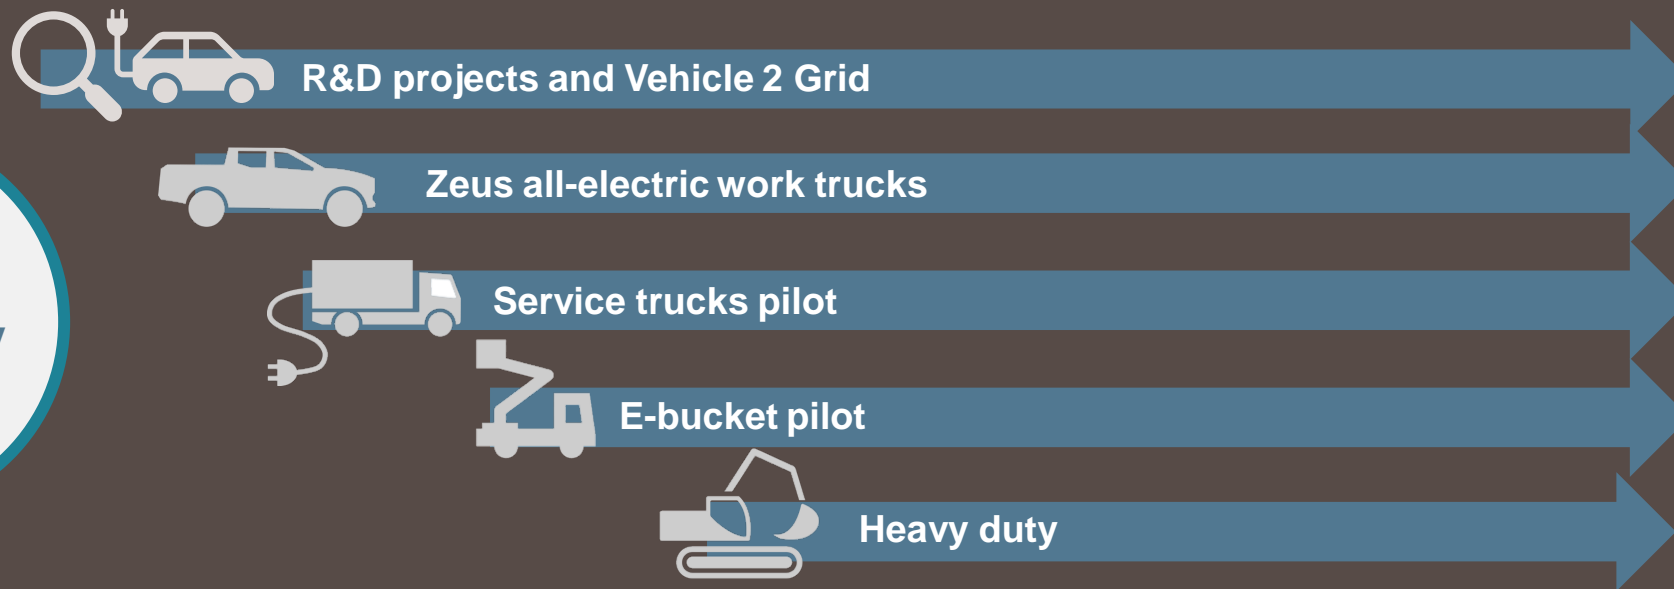 R&D projects and Vehicle 2 Grid
Zeus all-electric work trucks
Service trucks pilot
E-bucket pilot
Heavy duty